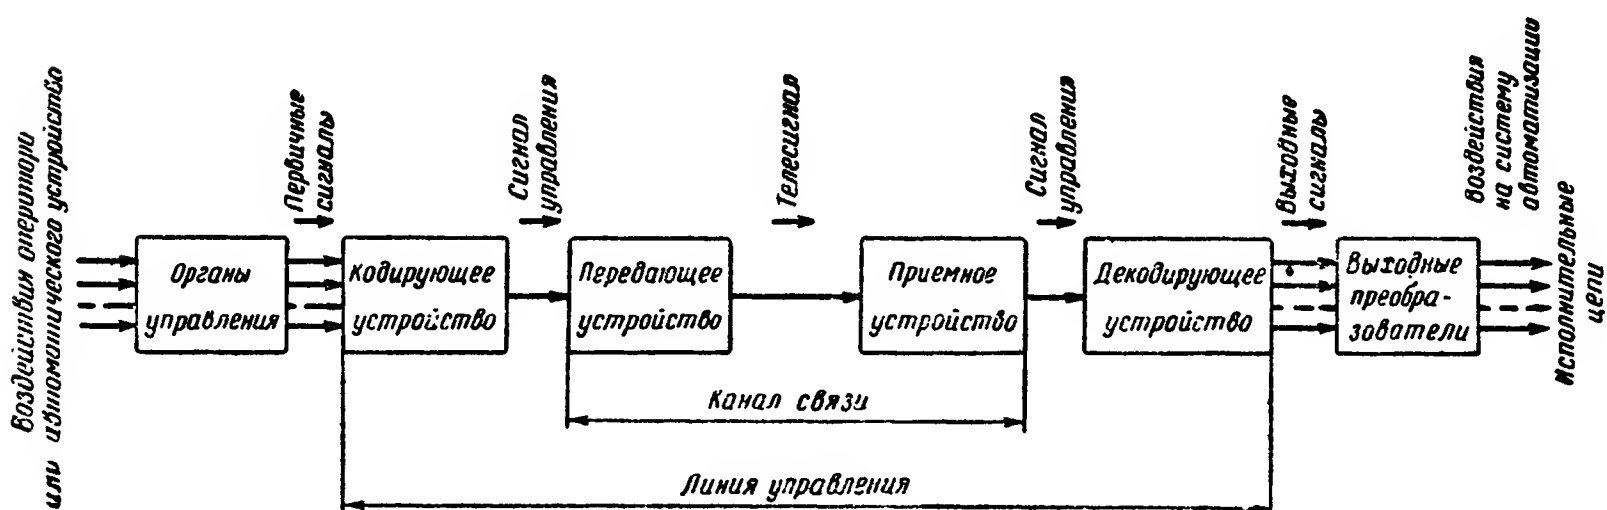 Воздействия оператора
или автоматического устройства
Первичные
сигналы
Сигнал
управления
Телесигнал
Сигнал
управления
Выходные
сигналы
Воздействия
на систему
автоматизации
Органы
управления
Кодирующее
устройство
Передающее
устройство
Приемное
устройство
Декодирующее
устройство
Выходные
преобра-
зователи
Исполнительные
цепи
Канал связи
Линия управления